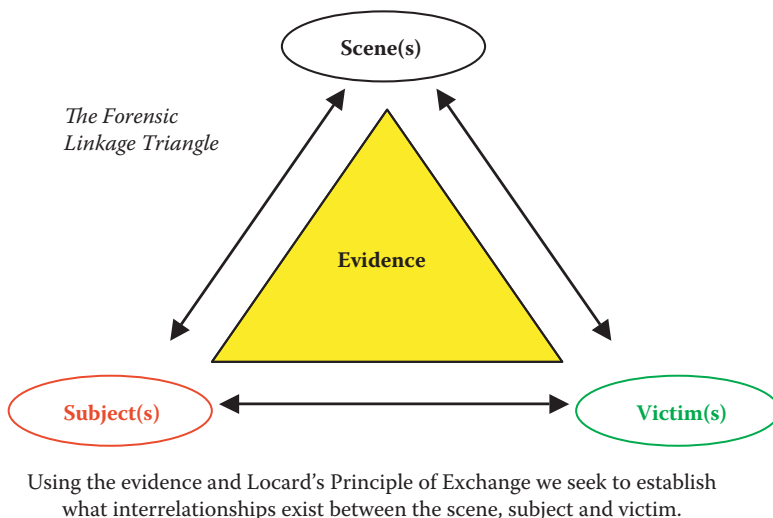 Scene(s)
The Forensic
Linkage Triangle
Evidence
Subject(s)
Victim(s)
Using the evidence and Locard’s Principle of Exchange we seek to establish
what interrelationships exist between the scene, subject and victim.